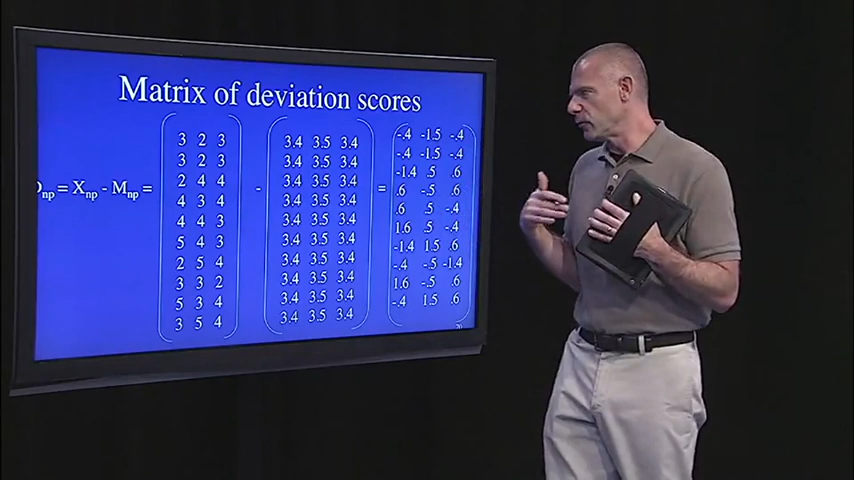 Matrix of deviation scores
np = Xnp - Mnp =
3 2 3
3 2 3
2 4 4
4 3 4
4 4 3
5 4 3
2 5 4
3 3 2
5 3 4
3 5 4
-
3.4 3.5 3.4
3.4 3.5 3.4
3.4 3.5 3.4
3.4 3.5 3.4
3.4 3.5 3.4
3.4 3.5 3.4
3.4 3.5 3.4
3.4 3.5 3.4
3.4 3.5 3.4
3.4 3.5 3.4
=
-.4 -1.5 -.4
-.4 -1.5 -.4
-1.4 .5 .6
.6 -.5 .6
.6 .5 -.4
1.6 .5 -.4
-1.4 1.5 .6
-.4 -.5 -1.4
1.6 -.5 .6
-.4 1.5 .6